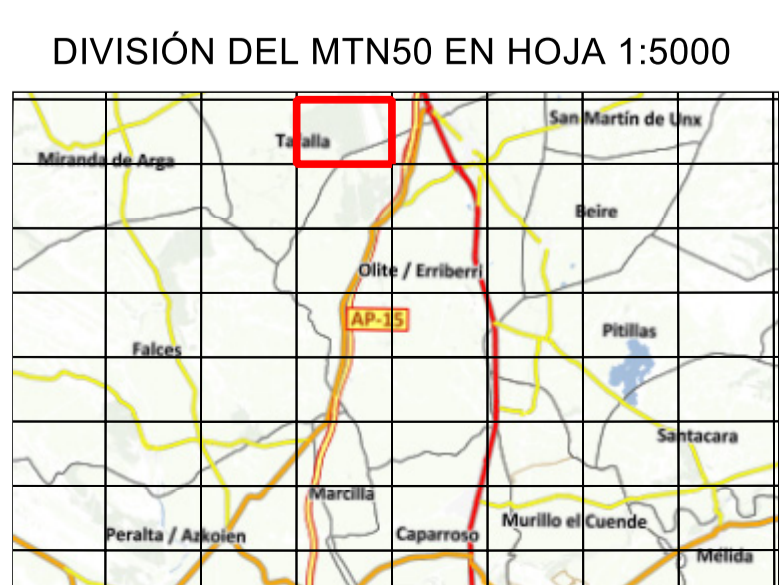 DIVISIÓN DEL MTN50 EN HOJA 1:5000
San Martín de Unx
Tafalla
Miranda de Arga
Beire
Olite / Erriberri
AP-15
Pitillas
Falces
Santacara
Marcilla
Murillo el Cuende
Peralta / Azkoien
Caparroso
Mélida